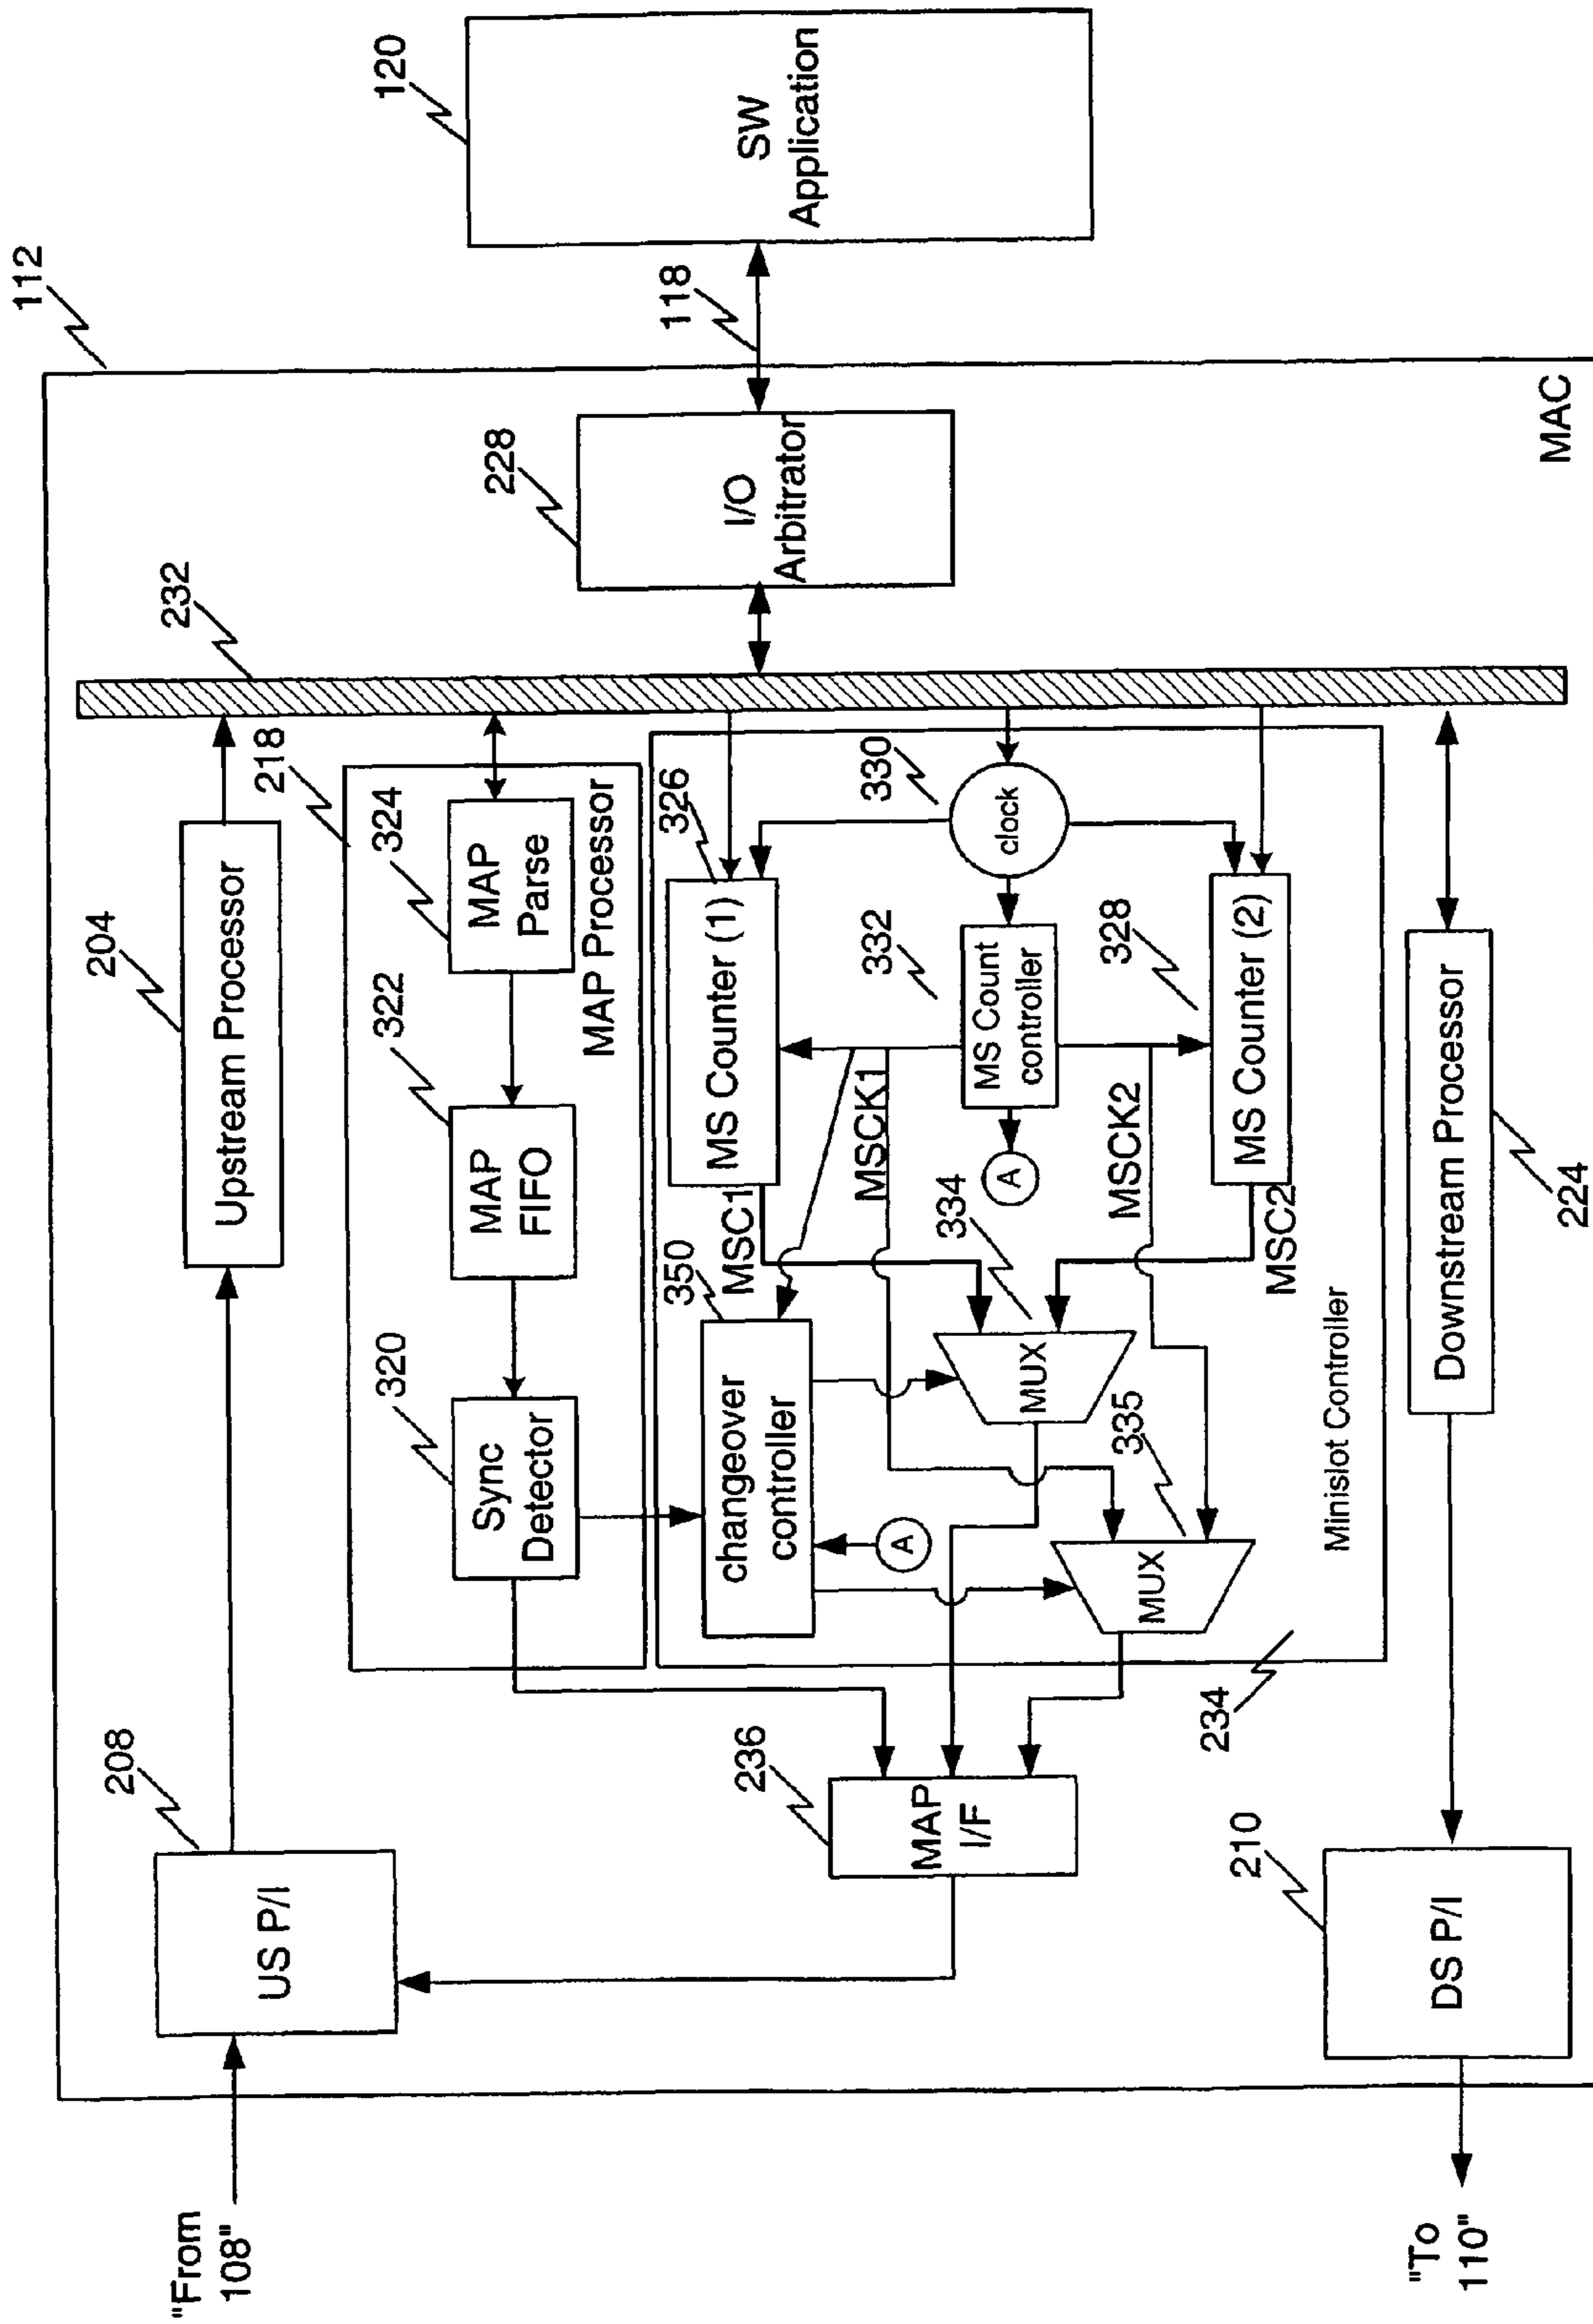 "From
108"
208
US P/I
204
Upstream Processor
232
112
218
320
Sync
Detector
322
MAP
FIFO
324
MAP
Parse
MAP Processor
228
I/O
Arbitrator
118
120
SW
Application
350
changeover
controller
A
MSC1
326
MS Counter (1)
MSCK1
330
clock
332
MS Count
controller
A
334
MUX
MSCK2
328
MS Counter (2)
MSC2
335
MUX
Minislot Controller
234
236
MAP
I/F
210
DS P/I
"To
110"
Downstream Processor
224
MAC